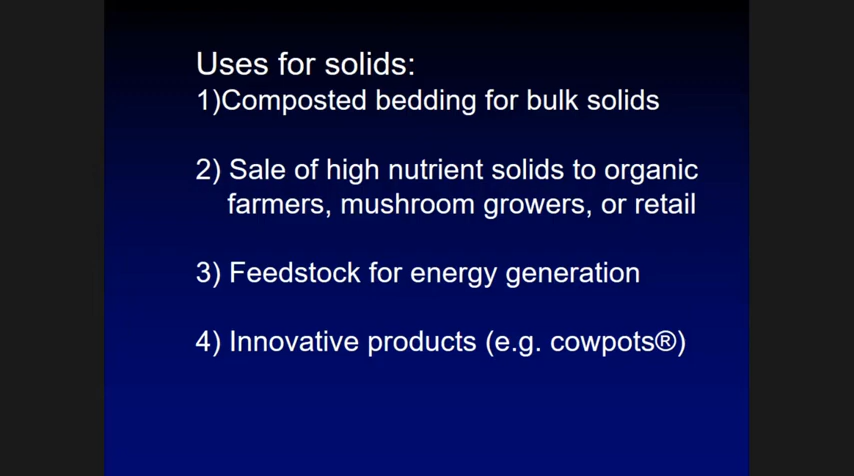 Uses for solids:
1)Composted bedding for bulk solids
2) Sale of high nutrient solids to organic
farmers, mushroom growers, or retail
3) Feedstock for energy generation
4) Innovative products (e.g. cowpots®)